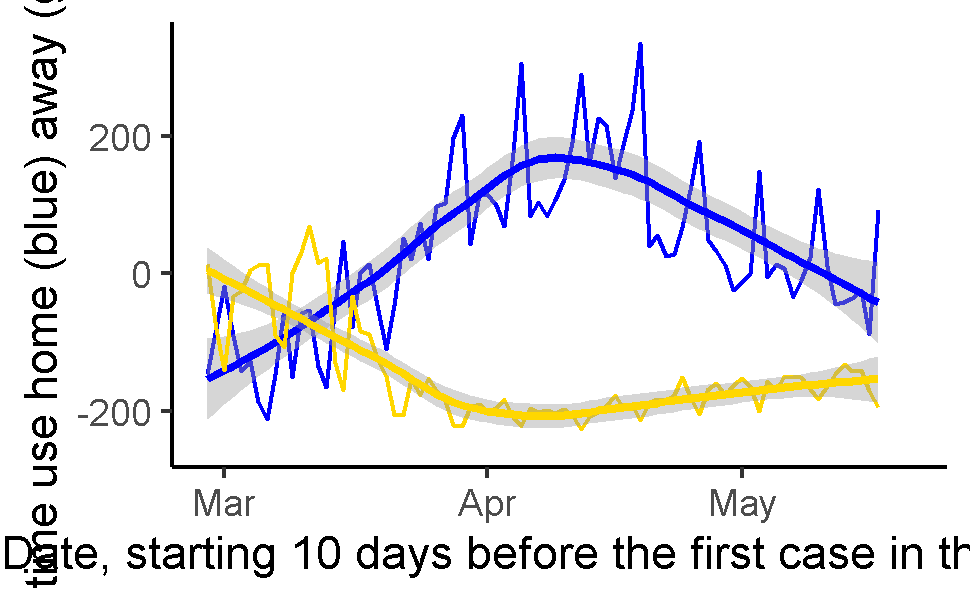 time use home (blue) away (
200
0
-200
Mar Apr May
Date, starting 10 days before the first case in th